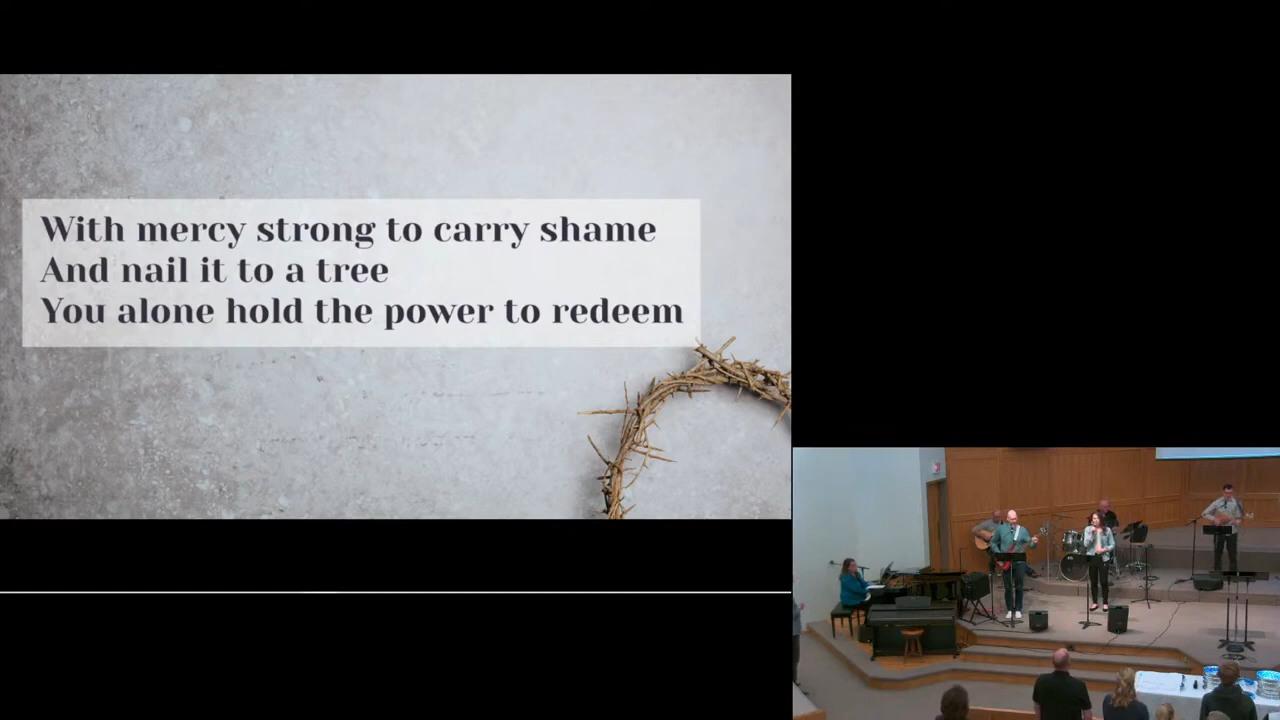 With mercy strong to carry shame
And nail it to a tree
You alone hold the power to redeem